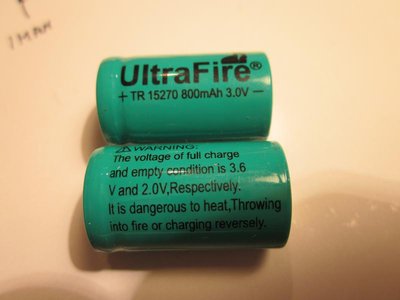 UltraFire®
+ TR 15270 800mAh 3.0V −
⚠WARNING:
The voltage of full charge
and empty condition is 3.6
V and 2.0V,Respectively.
It is dangerous to heat,Throwing
into fire or charging reversely.